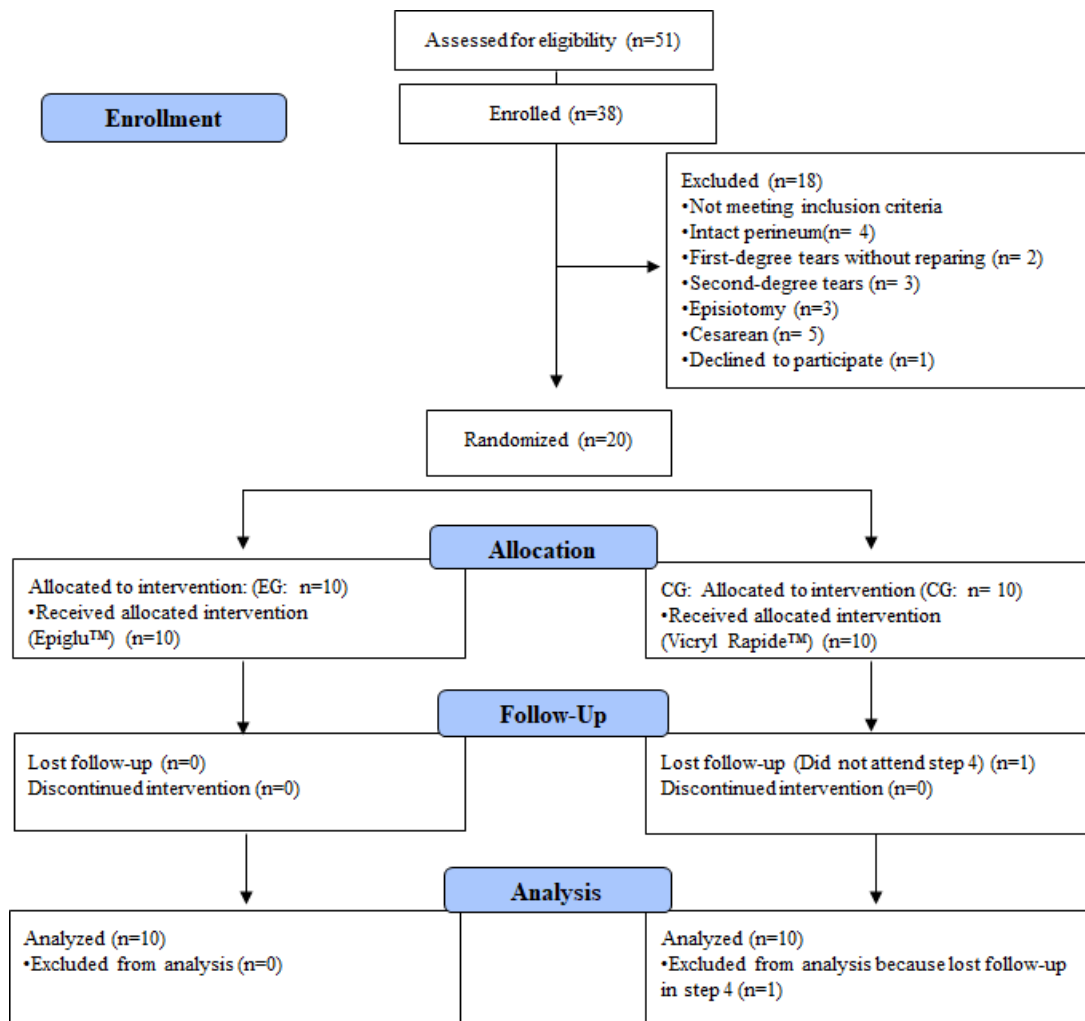 Assessed for eligibility (n=51)
Enrollment
Enrolled (n=38)
Excluded (n=18)
•Not meeting inclusion criteria
•Intact perineum(n= 4)
•First-degree tears without reparing (n= 2)
•Second-degree tears (n= 3)
•Episiotomy (n=3)
•Cesarean (n= 5)
•Declined to participate (n=1)
Randomized (n=20)
Allocation
Allocated to intervention: (EG: n=10)
•Received allocated intervention
(Epiglu™) (n=10)
CG: Allocated to intervention (CG: n= 10)
•Received allocated intervention
(Vicryl Rapide™) (n=10)
Follow-Up
Lost follow-up (n=0)
Discontinued intervention (n=0)
Lost follow-up (Did not attend step 4) (n=1)
Discontinued intervention (n=0)
Analysis
Analyzed (n=10)
•Excluded from analysis (n=0)
Analyzed (n=10)
•Excluded from analysis because lost follow-up
in step 4 (n=1)